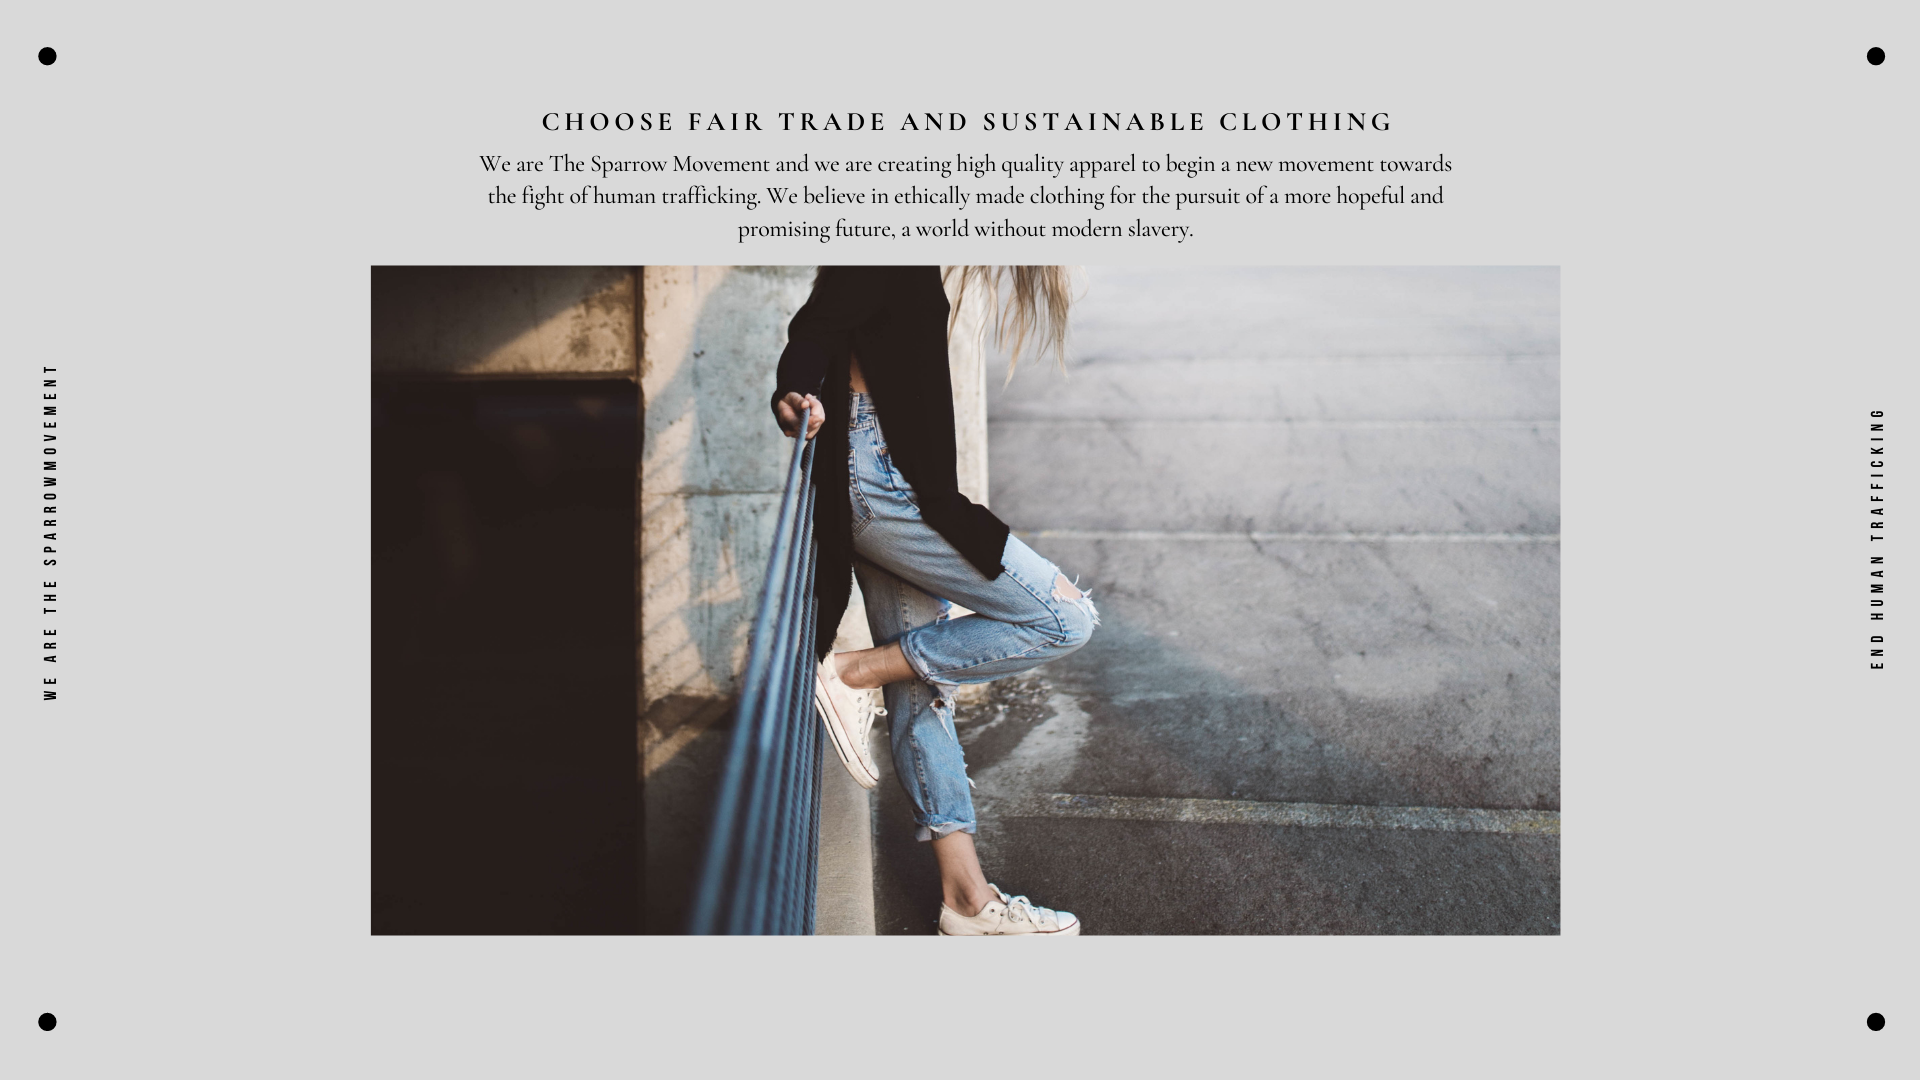 CHOOSE FAIR TRADE AND SUSTAINABLE CLOTHING
We are The Sparrow Movement and we are creating high quality apparel to begin a new movement towards
the fight of human trafficking. We believe in ethically made clothing for the pursuit of a more hopeful and
promising future, a world without modern slavery.
WE ARE THE SPARROWMOVEMENT
END HUMAN TRAFFICKING